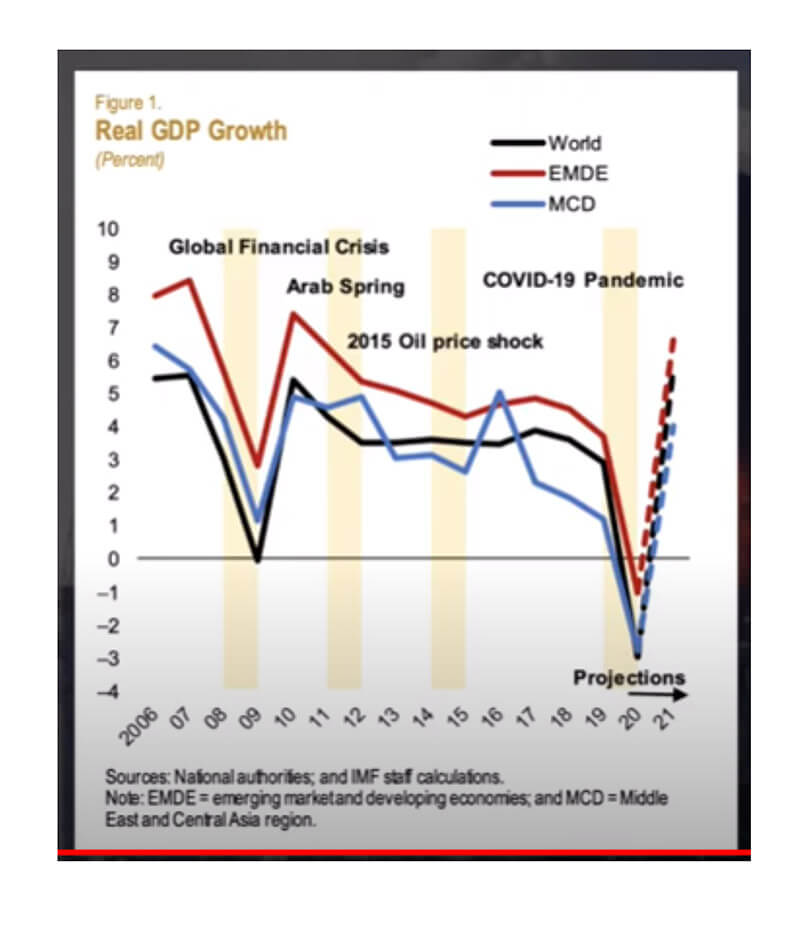 Figure 1.
Real GDP Growth
(Percent)
World
EMDE
MCD
10
9
8
7
6
5
4
3
2
1
0
–1
–2
–3
–4
Global Financial Crisis
Arab Spring
COVID-19 Pandemic
2015 Oil price shock
Projections
2006 07 08 09 10 11 12 13 14 15 16 17 18 19 20 21
Sources: National authorities; and IMF staff calculations.
Note: EMDE = emerging market and developing economies; and MCD = Middle
East and Central Asia region.